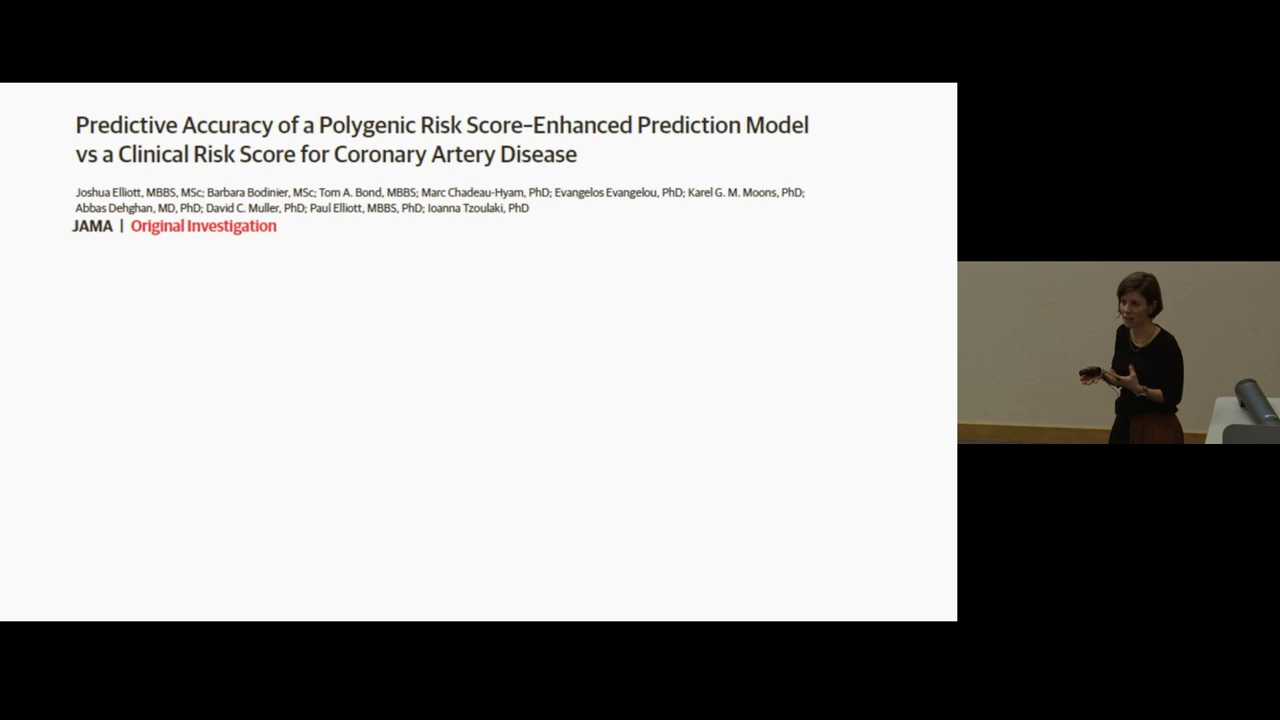 Predictive Accuracy of a Polygenic Risk Score–Enhanced Prediction Model
vs a Clinical Risk Score for Coronary Artery Disease
Joshua Elliott, MBBS, MSc; Barbara Bodinier, MSc; Tom A. Bond, MBBS; Marc Chadeau-Hyam, PhD; Evangelos Evangelou, PhD; Karel G. M. Moons, PhD;
Abbas Dehghan, MD, PhD; David C. Muller, PhD; Paul Elliott, MBBS, PhD; Ioanna Tzoulaki, PhD
JAMA | Original Investigation